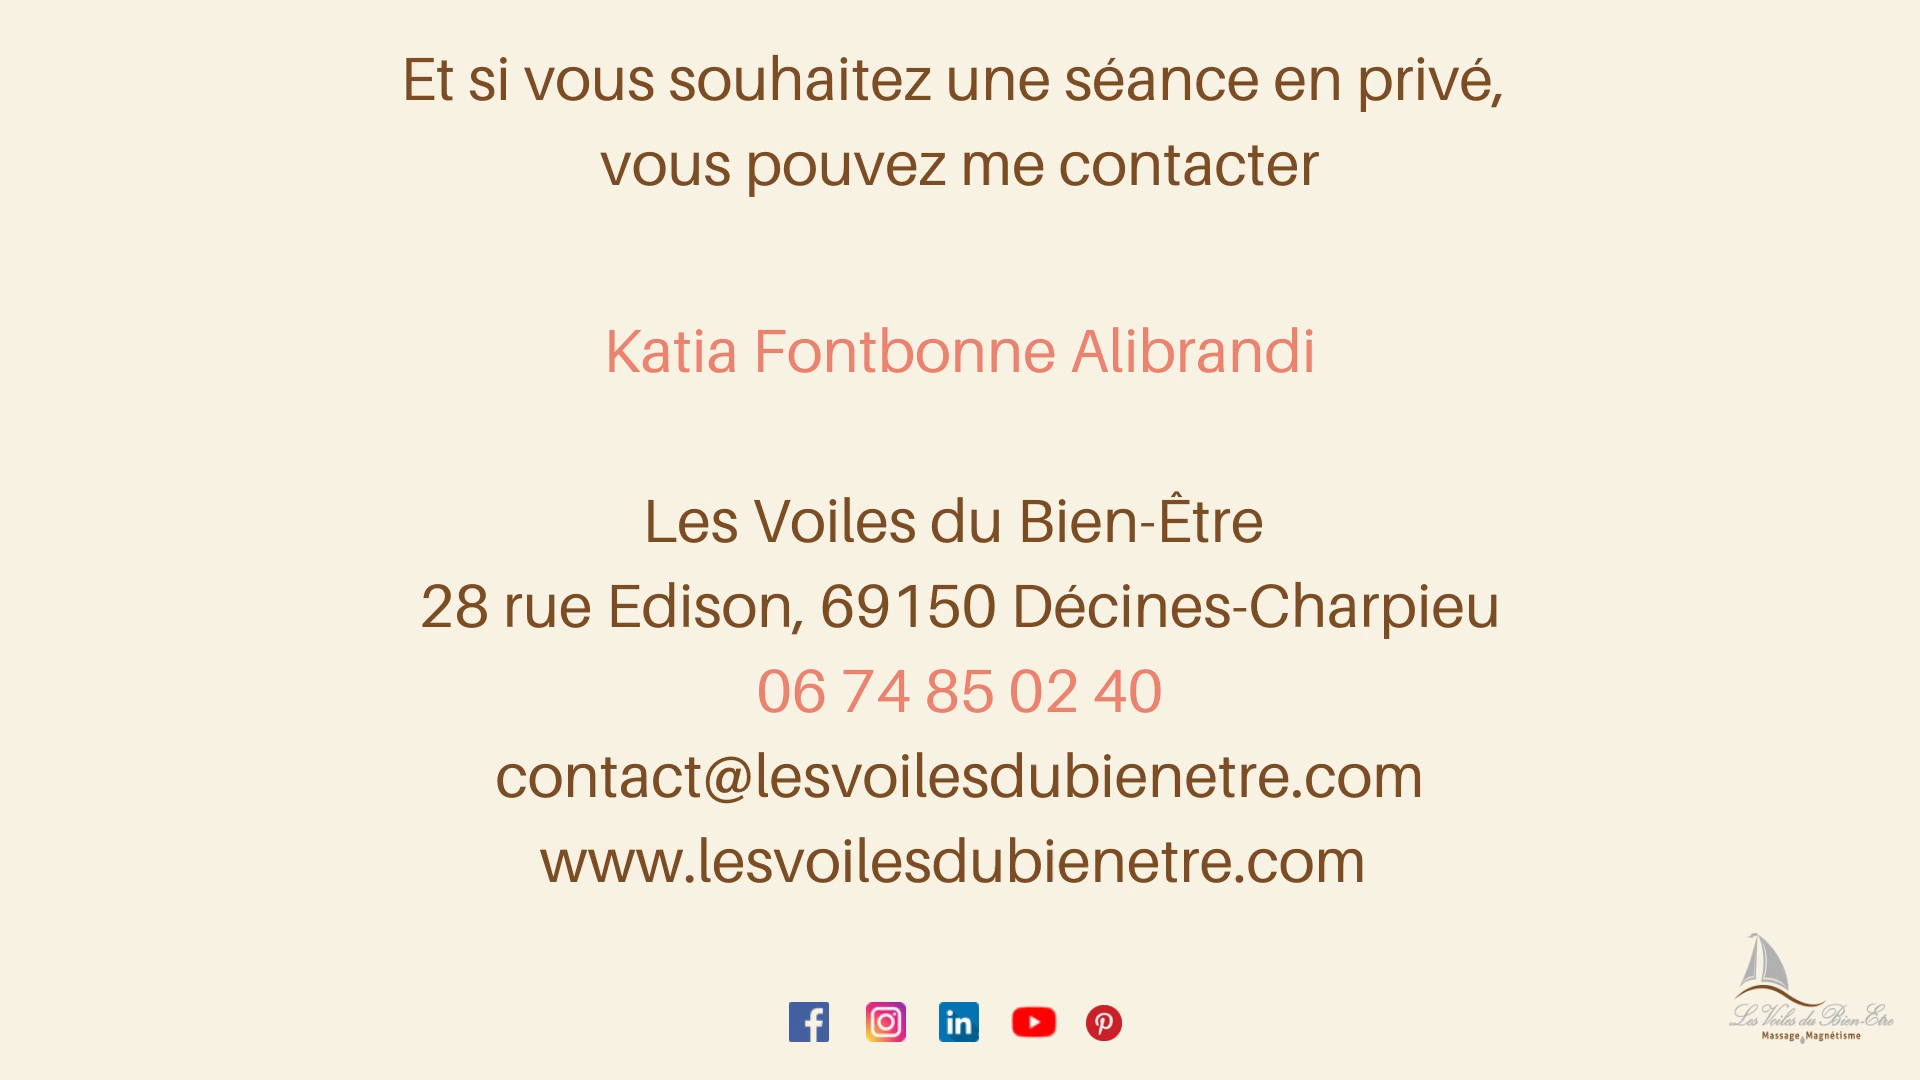 Et si vous souhaitez une séance en privé,
vous pouvez me contacter
Katia Fontbonne Alibrandi
Les Voiles du Bien-Être
28 rue Edison, 69150 Décines-Charpieu
06 74 85 02 40
contact@lesvoilesdubienetre.com
www.lesvoilesdubienetre.com
in
Les Voiles du Bien-Etre
Massage Magnétisme